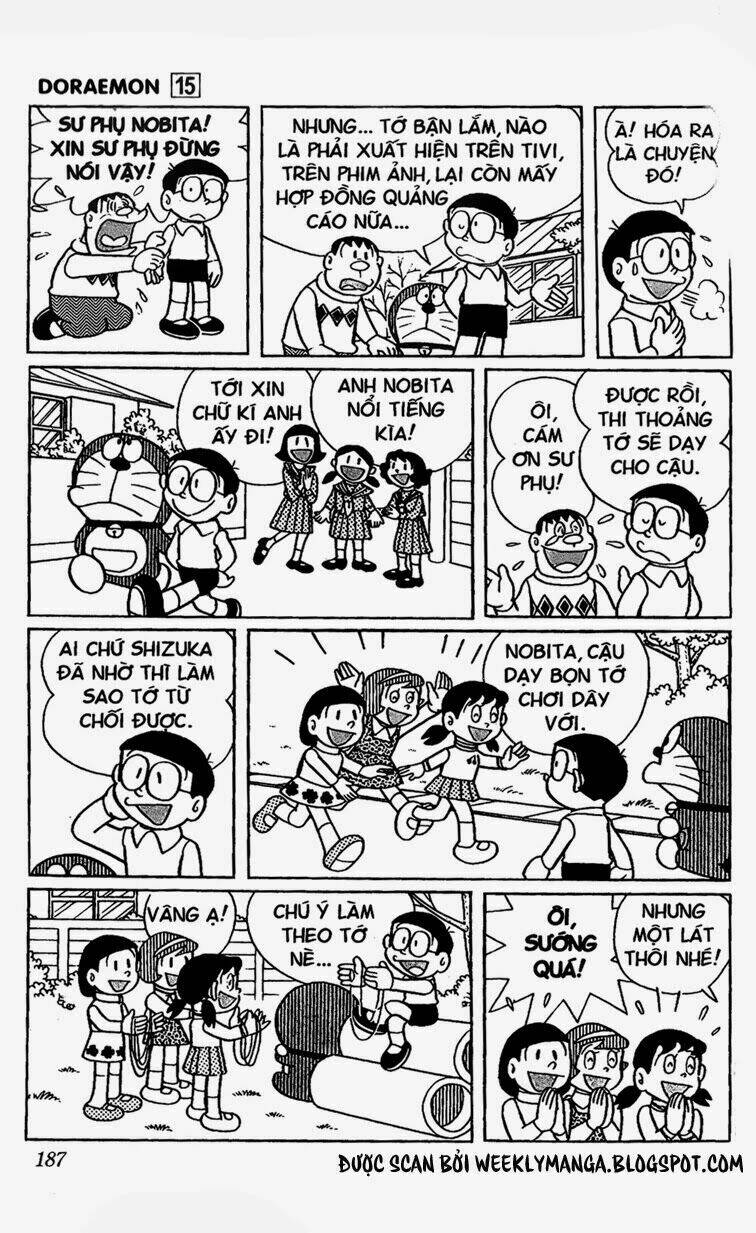 DORAEMON 15
À! HÓA RA
LÀ CHUYỆN
ĐÓ!
NHƯNG... TỚ BẬN LẮM, NÀO
LÀ PHẢI XUẤT HIỆN TRÊN TIVI,
TRÊN PHIM ẢNH, LẠI CÒN MẤY
HỢP ĐỒNG QUẢNG
CÁO NỮA...
SƯ PHỤ NOBITA!
XIN SƯ PHỤ ĐỪNG
NÓI VẬY!
ĐƯỢC RỒI,
THI THOẢNG
TỚ SẼ DẠY
CHO CẬU.
ÔI,
CÁM
ƠN SƯ
PHỤ!
ANH NOBITA
NỔI TIẾNG
KÌA!
TỚI XIN
CHỮ KÍ ANH
ẤY ĐI!
NOBITA, CẬU
DẠY BỌN TỚ
CHƠI DÂY
VỚI.
AI CHỨ SHIZUKA
ĐÃ NHỜ THÌ LÀM
SAO TỚ TỪ
CHỐI ĐƯỢC.
NHƯNG
MỘT LÁT
THÔI NHÉ!
ÔI,
SƯỚNG
QUÁ!
CHÚ Ý LÀM
THEO TỚ
NÈ...
VÂNG Ạ!
187
ĐƯỢC SCAN BỞI WEEKLYMANGA.BLOGSPOT.COM